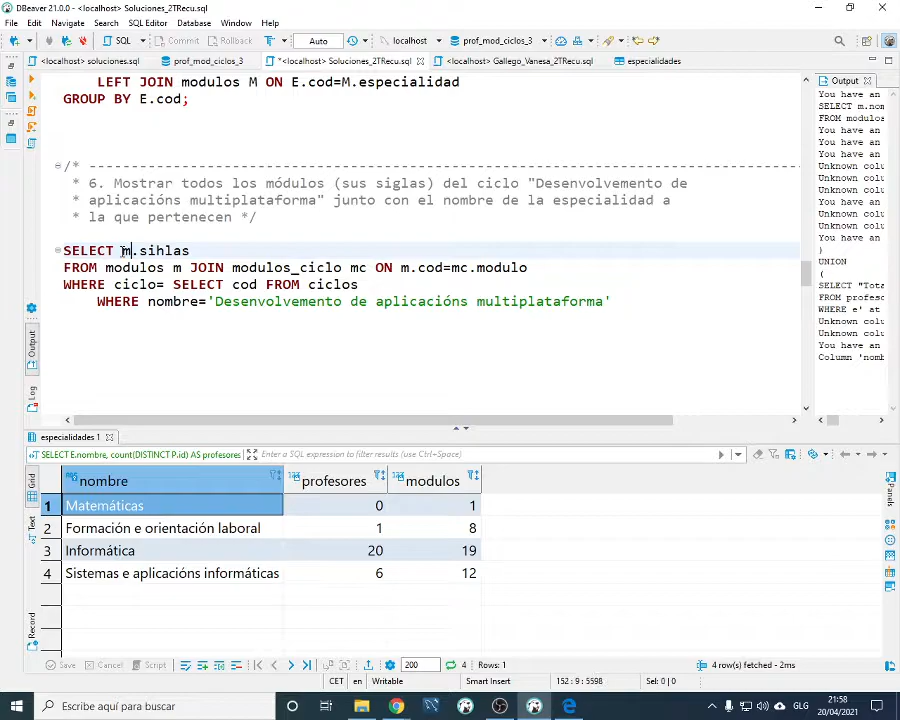 DBeaver 21.0.0 - <localhost> Soluciones_2TRecu.sql
File Edit Navigate Search SQL Editor Database Window Help
SQL Commit Rollback Auto localhost prof_mod_ciclos_3
<localhost> soluciones.sql prof_mod_ciclos_3 *<localhost> Soluciones_2TRecu.sql <localhost> Gallego_Vanesa_2TRecu.sql especialidades
Output
LEFT JOIN modulos M ON E.cod=M.especialidad
GROUP BY E.cod;
/* ------------------------------------------------------------------------------------
* 6. Mostrar todos los módulos (sus siglas) del ciclo "Desenvolvemento de
* aplicacións multiplataforma" junto con el nombre de la especialidad a
* la que pertenecen */
SELECT m.sihlas
FROM modulos m JOIN modulos_ciclo mc ON m.cod=mc.modulo
WHERE ciclo= SELECT cod FROM ciclos
WHERE nombre='Desenvolvemento de aplicacións multiplataforma'
You have an
SELECT m.nom
FROM modulos
You have an
You have an
You have an
Unknown colu
Unknown colu
Unknown colu
You have an
Unknown colu
Unknown colu
You have an
)
UNION
(
SELECT "Tota
FROM profeso
WHERE e' at
Unknown colu
Unknown colu
You have an
Column 'nomb
Output
Log
especialidades 1
SELECT E.nombre, count(DISTINCT P.id) AS profesores Enter a SQL expression to filter results (use Ctrl+Space)
Grid
Text
Record
Panels
nombre profesores modulos
1 Matemáticas 0 1
2 Formación e orientación laboral 1 8
3 Informática 20 19
4 Sistemas e aplicacións informáticas 6 12
Save Cancel Script 200 4 Rows: 1 4 row(s) fetched - 2ms
CET en Writable Smart Insert 152 : 9 : 5598 Sel: 0 | 0
Escribe aquí para buscar
GLG
21:58
20/04/2021